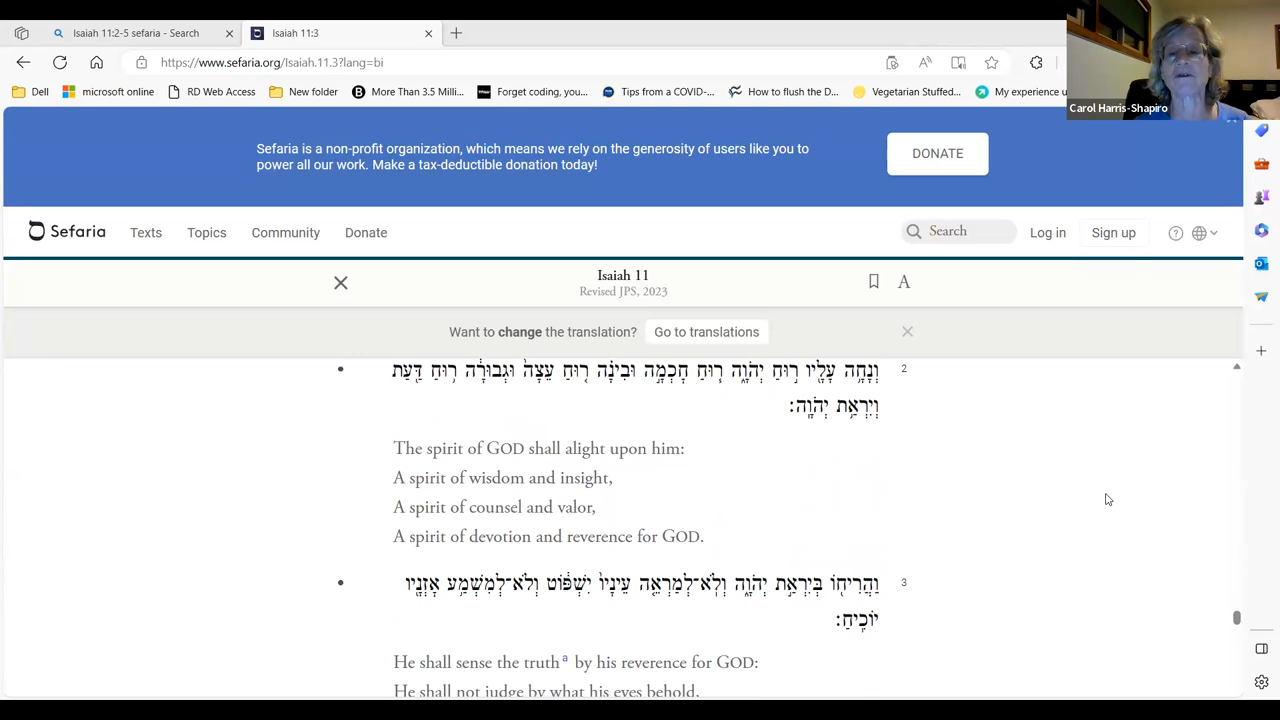 Isaiah 11:2-5 sefaria - Search
Isaiah 11:3
https://www.sefaria.org/Isaiah.11.3?lang=bi
Dell
microsoft online
RD Web Access
New folder
More Than 3.5 Milli...
Forget coding, you...
Tips from a COVID-...
How to flush the D...
Vegetarian Stuffed...
My experience u
Carol Harris-Shapiro
Sefaria is a non-profit organization, which means we rely on the generosity of users like you to
power all our work. Make a tax-deductible donation today!
DONATE
Sefaria
Texts
Topics
Community
Donate
Search
Log in
Sign up
Isaiah 11
Revised JPS, 2023
A
Want to change the translation?
Go to translations
2
וְנָחָ֥ה עָלָ֖יו ר֣וּחַ יְהֹוָ֑ה ר֧וּחַ חׇכְמָ֣ה וּבִינָ֗ה ר֤וּחַ עֵצָה֙ וּגְבוּרָ֔ה ר֥וּחַ דַּ֖עַת
וְיִרְאַ֥ת יְהֹוָֽה׃
The spirit of GOD shall alight upon him:
A spirit of wisdom and insight,
A spirit of counsel and valor,
A spirit of devotion and reverence for GOD.
3
וַהֲרִיח֖וֹ בְּיִרְאַ֣ת יְהֹוָ֑ה וְלֹֽא־לְמַרְאֵ֤ה עֵינָיו֙ יִשְׁפּ֔וֹט וְלֹא־לְמִשְׁמַ֥ע אׇזְנָ֖יו
יוֹכִֽיחַ׃
He shall sense the truth a by his reverence for GOD:
He shall not judge by what his eyes behold,